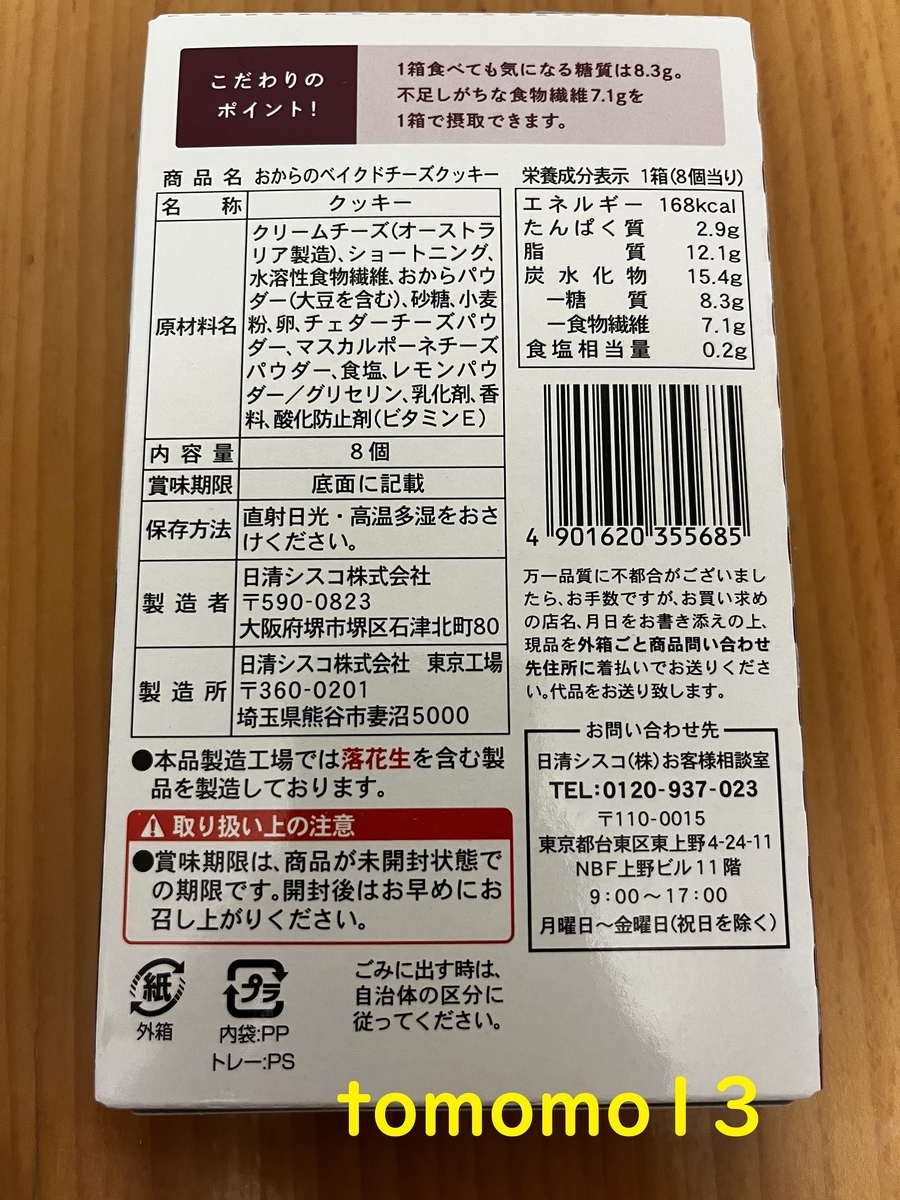 こだわりの
ポイント!
1箱食べても気になる糖質は8.3g。
不足しがちな食物繊維7.1gを
1箱で摂取できます。
商品名 おからのベイクドチーズクッキー
名称 クッキー
原材料名
クリームチーズ(オーストラ
リア製造)、ショートニング、
水溶性食物繊維、おからパウ
ダー(大豆を含む)、砂糖、小麦
粉、卵、チェダーチーズパウ
ダー、マスカルポーネチーズ
パウダー、食塩、レモンパウ
ダー/グリセリン、乳化剤、香
料、酸化防止剤(ビタミンE)
内容量 8個
賞味期限 底面に記載
保存方法
直射日光・高温多湿をおさ
けください。
製造者
日清シスコ株式会社
〒590-0823
大阪府堺市堺区石津北町80
製造所
日清シスコ株式会社 東京工場
〒360-0201
埼玉県熊谷市妻沼5000
●本品製造工場では落花生を含む製
品を製造しております。
取り扱い上の注意
●賞味期限は、商品が未開封状態で
の期限です。開封後はお早めにお
召し上がりください。
紙
外箱
プラ
内袋:PP
トレー:PS
ごみに出す時は、
自治体の区分に
従ってください。
栄養成分表示 1箱(8個当り)
エネルギー 168kcal
たんぱく質 2.9g
脂質 12.1g
炭水化物 15.4g
ー糖質 8.3g
ー食物繊維 7.1g
食塩相当量 0.2g
4 901620 355685
万一品質に不都合がございまし
たら、お手数ですが、お買い求め
の店名、月日をお書き添えの上、
現品を外箱ごと商品問い合わせ
先住所に着払いでお送りくださ
い。代品をお送り致します。
お問い合わせ先
日清シスコ(株)お客様相談室
TEL:0120-937-023
〒110-0015
東京都台東区東上野4-24-11
NBF上野ビル11階
9:00～17:00
月曜日～金曜日(祝日を除く)
tomomo13